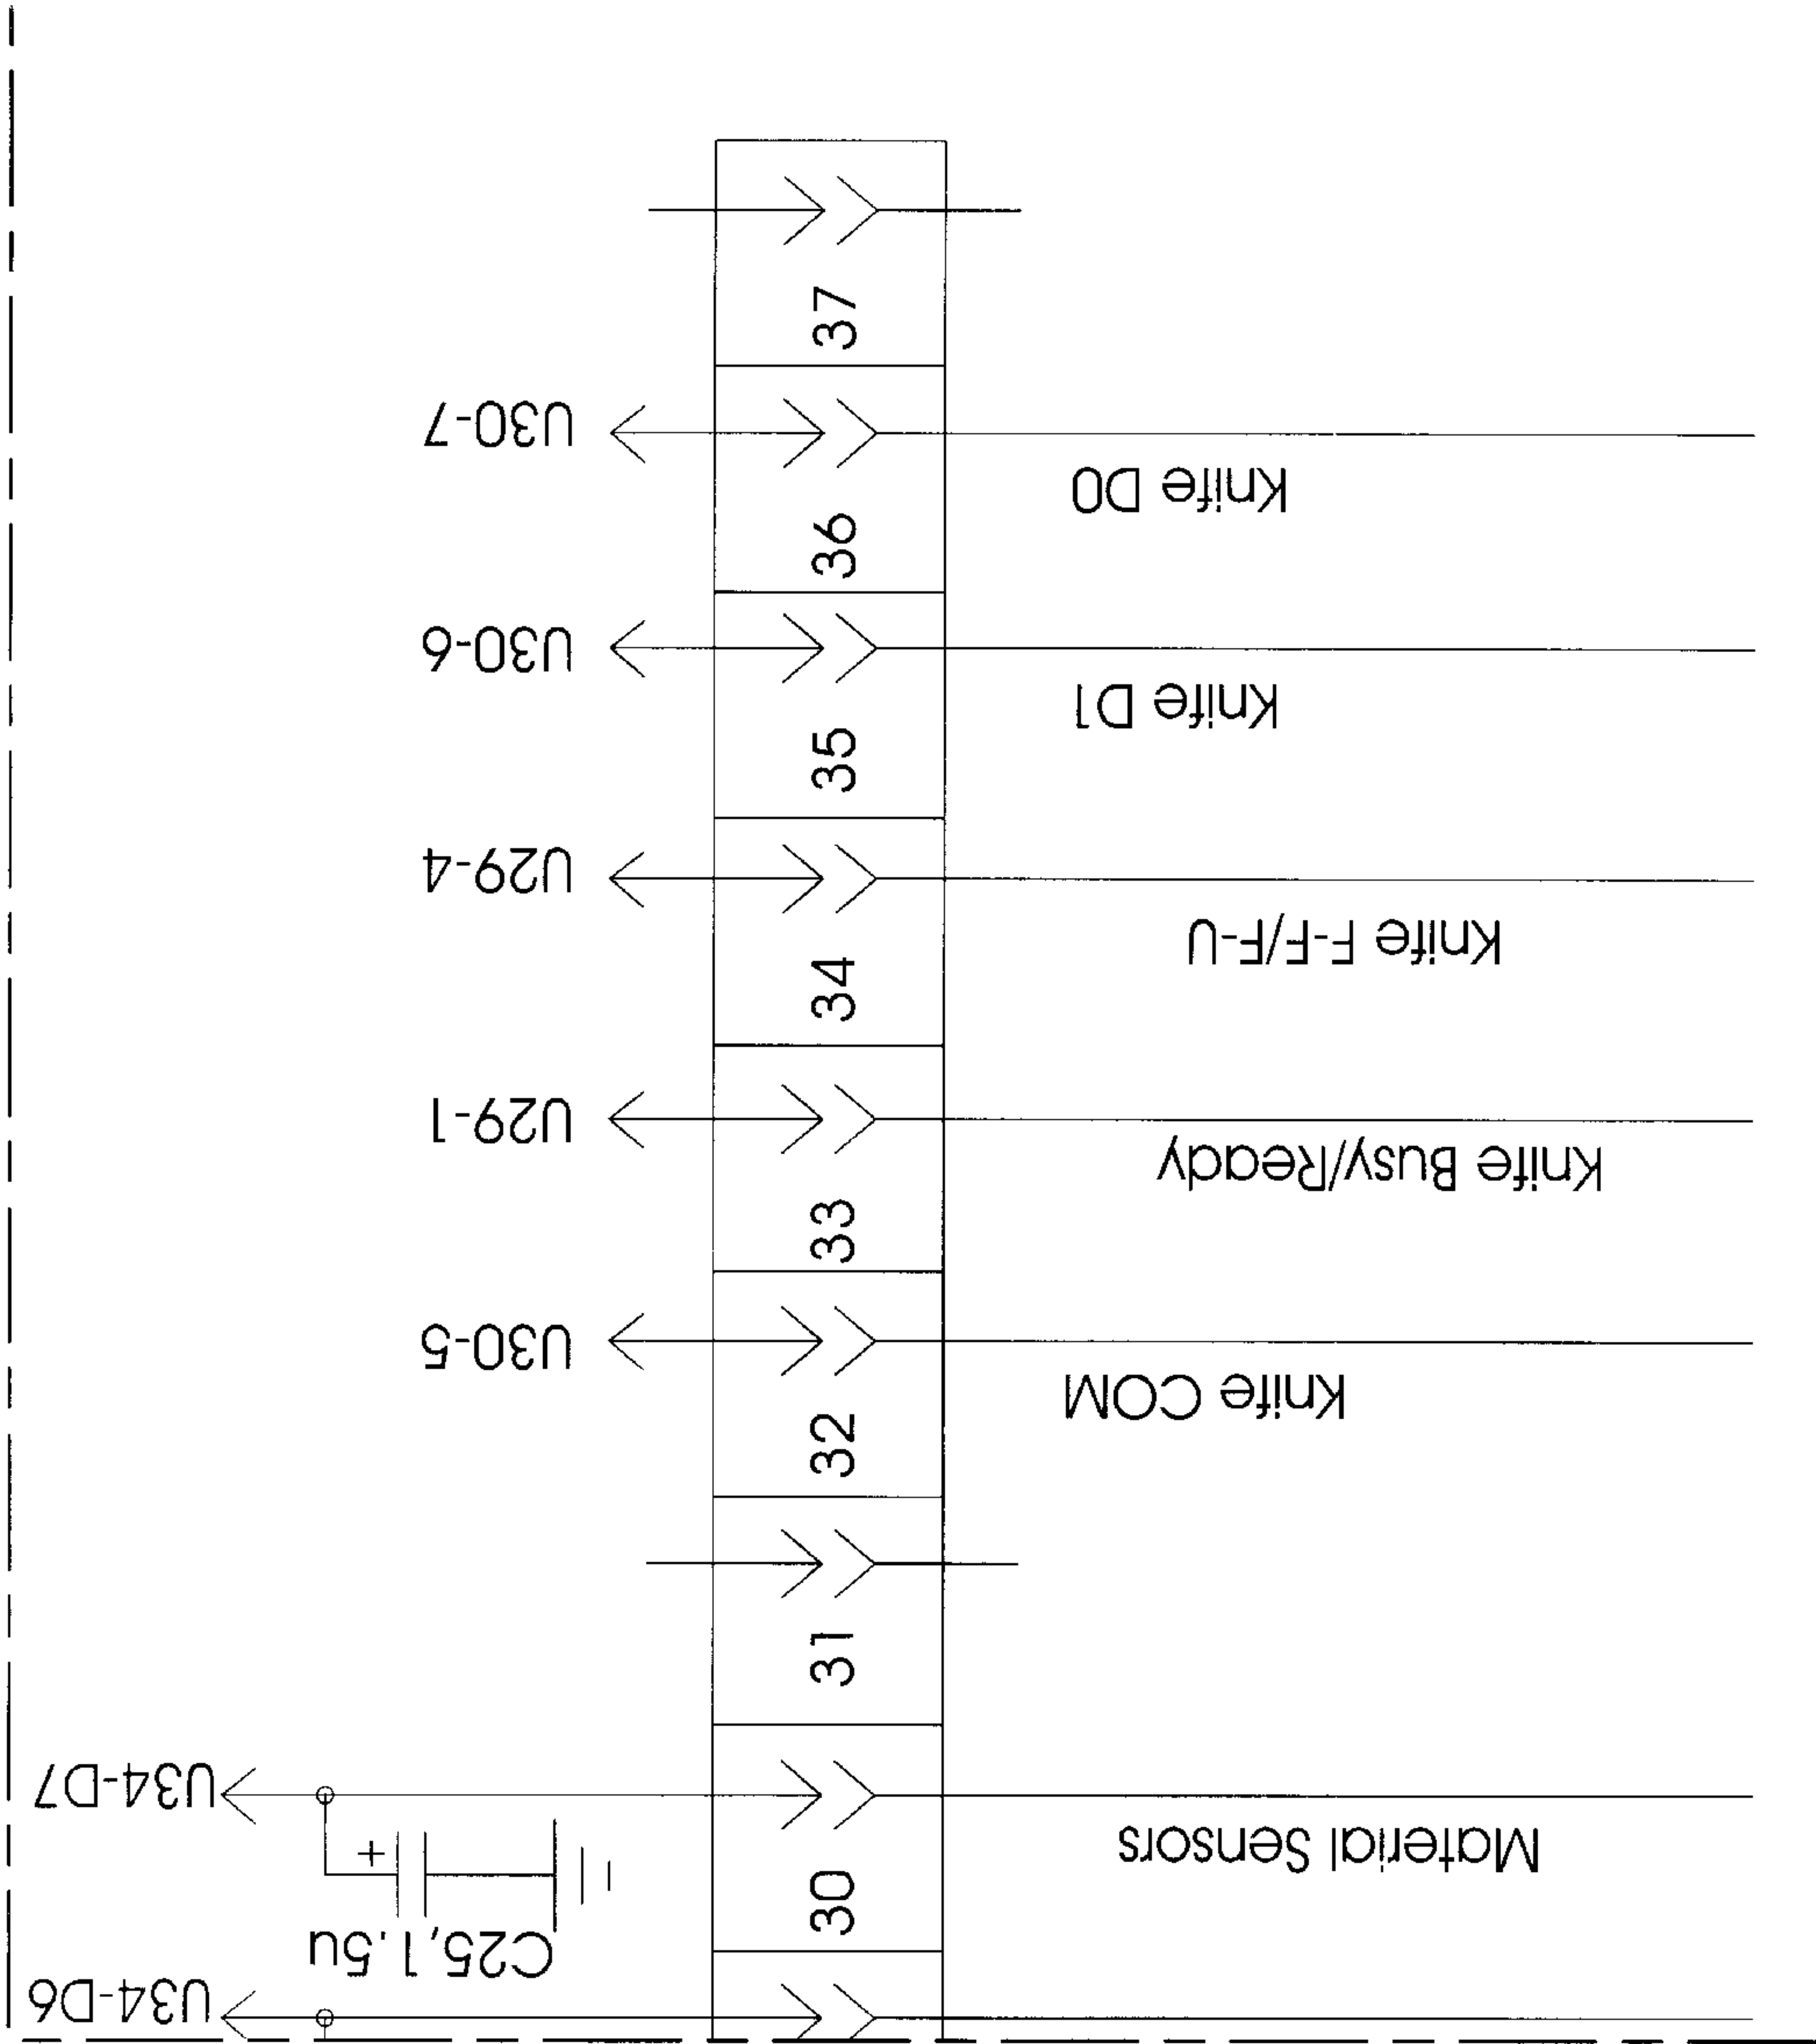 U34-D6
C25,1.5u
30
Material Sensors
+
U34-D7
31
32
Knife COM
U30-5
33
Knife Busy/Ready
U29-1
34
Knife F-F/F-U
U29-4
35
Knife D1
U30-6
36
Knife D0
U30-7
37